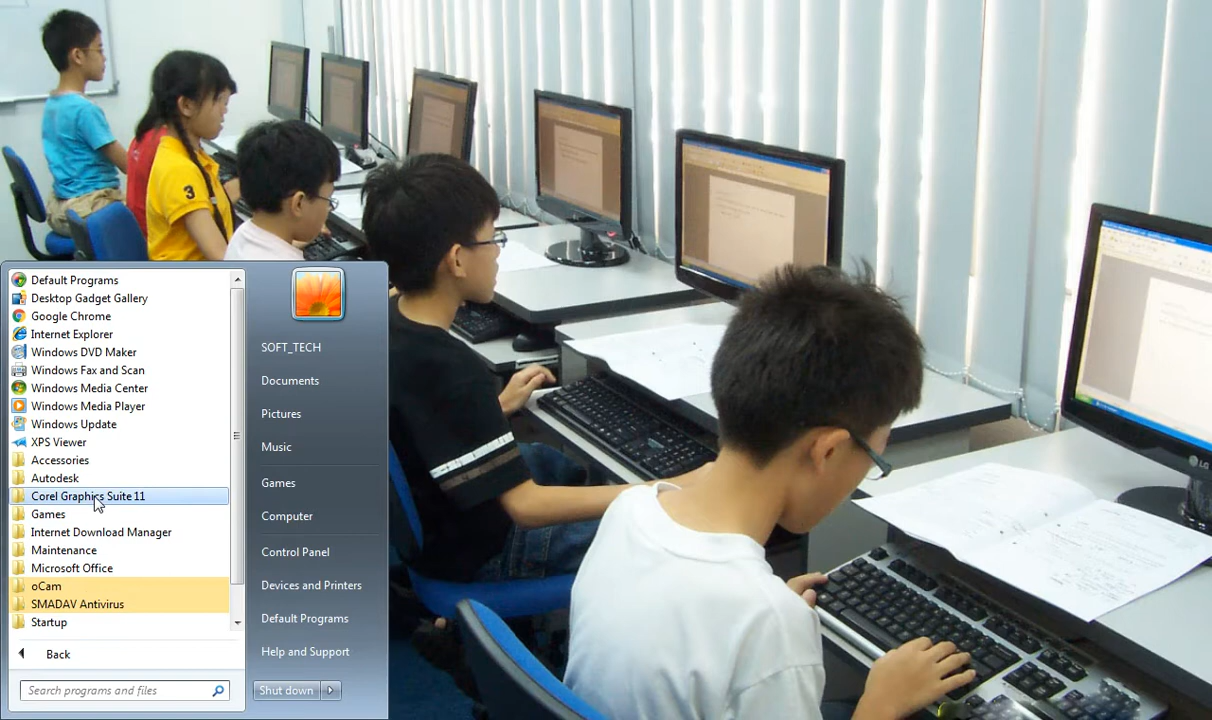 3
LG
Default Programs
Desktop Gadget Gallery
Google Chrome
Internet Explorer
Windows DVD Maker
Windows Fax and Scan
Windows Media Center
Windows Media Player
Windows Update
XPS Viewer
Accessories
Autodesk
Corel Graphics Suite 11
Games
Internet Download Manager
Maintenance
Microsoft Office
oCam
SMADAV Antivirus
Startup
Back
Search programs and files
SOFT_TECH
Documents
Pictures
Music
Games
Computer
Control Panel
Devices and Printers
Default Programs
Help and Support
Shut down